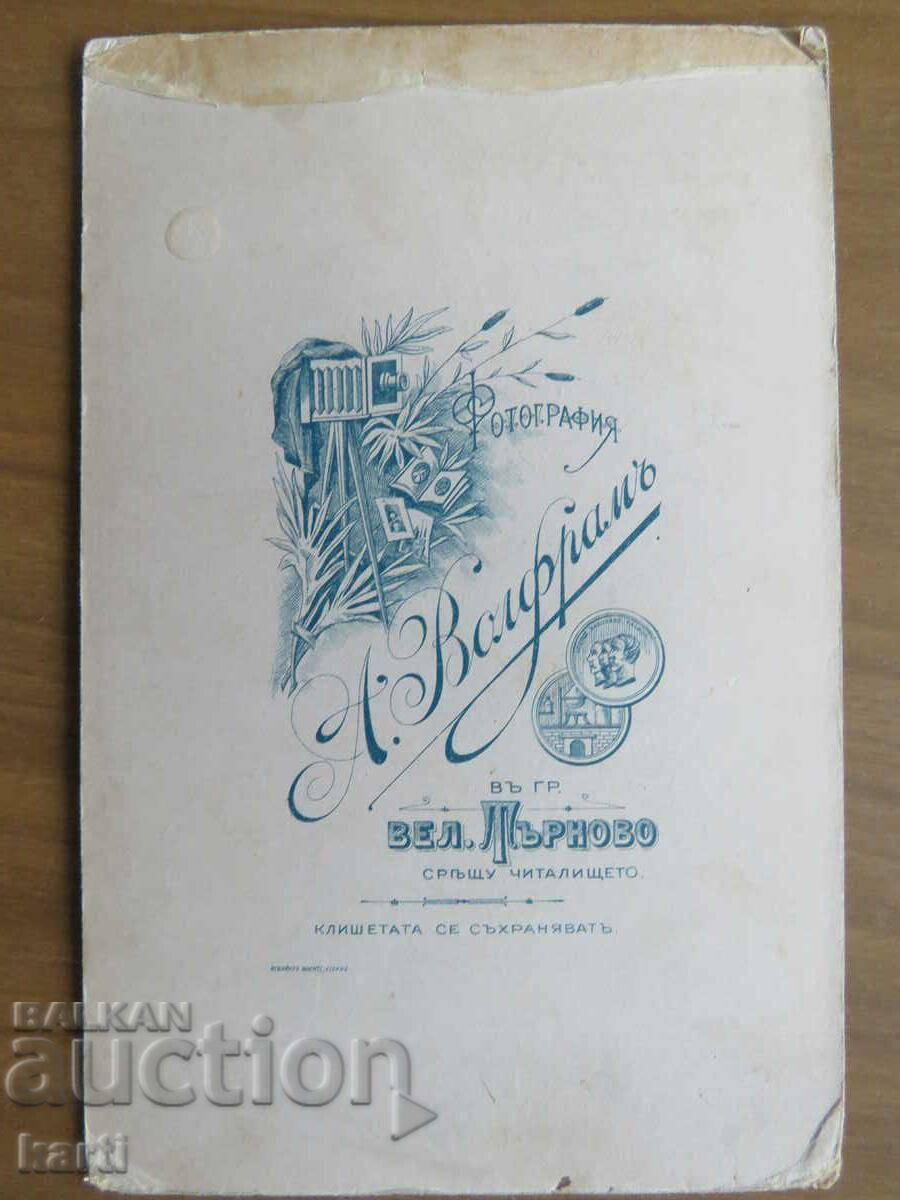 Фотография
А. Волфрамъ
ВЪ ГР.
ВЕЛ. ТЪРНОВО
СРѢЩУ ЧИТАЛИЩЕТО.
КЛИШЕТАТА СЕ СЪХРАНЯВАТЪ.
BALKAN
auction
karti